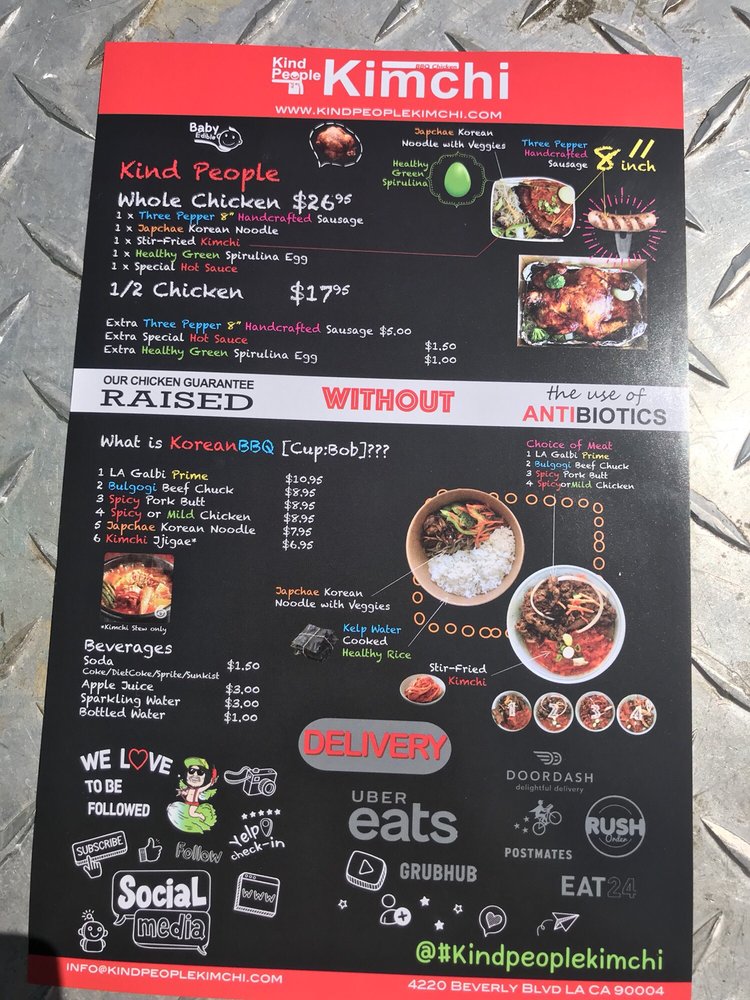 Kind People
BBQ Chicken
Kimchi
WWW.KINDPEOPLEKIMCHI.COM
Baby Edible
Japchae Korean
Noodle with Veggies
Healthy
Green
Spirulina
Three Pepper
Handcrafted
Sausage
8" inch
Kind People
Whole Chicken $26.95
1 x Three Pepper 8" Handcrafted Sausage
1 x Japchae Korean Noodle
1 x Stir-Fried Kimchi
1 x Healthy Green Spirulina Egg
1 x Special Hot Sauce
1/2 Chicken $17.95
Extra Three Pepper 8" Handcrafted Sausage $5.00
Extra Special Hot Sauce $1.50
Extra Healthy Green Spirulina Egg $1.00
OUR CHICKEN GUARANTEE
RAISED
WITHOUT
the use of
ANTIBIOTICS
What is KoreanBBQ [Cup:Bob]???
1 LA Galbi Prime $10.95
2 Bulgogi Beef Chuck $8.95
3 Spicy Pork Butt $8.95
4 Spicy or Mild Chicken $8.95
5 Japchae Korean Noodle $7.95
6 Kimchi Jjigae* $6.95
*Kimchi Stew only
Choice of Meat
1 LA Galbi Prime
2 Bulgogi Beef Chuck
3 Spicy Pork Butt
4 SpicyorMild Chicken
Japchae Korean
Noodle with Veggies
Kelp Water
Cooked
Healthy Rice
Stir-Fried
Kimchi
1 2 3 4
Beverages
Soda $1.50
Coke/DietCoke/Sprite/Sunkist
Apple Juice $3.00
Sparkling Water $3.00
Bottled Water $1.00
DELIVERY
WE LOVE
TO BE
FOLLOWED
SUBSCRIBE
Follow
Yelp
check-in
Social
media
WWW
UBER
eats
GRUBHUB
DOORDASH
delightful delivery
POSTMATES
RUSH
Order
EAT24
@#Kindpeoplekimchi
INFO@KINDPEOPLEKIMCHI.COM
4220 BEVERLY BLVD LA CA 90004